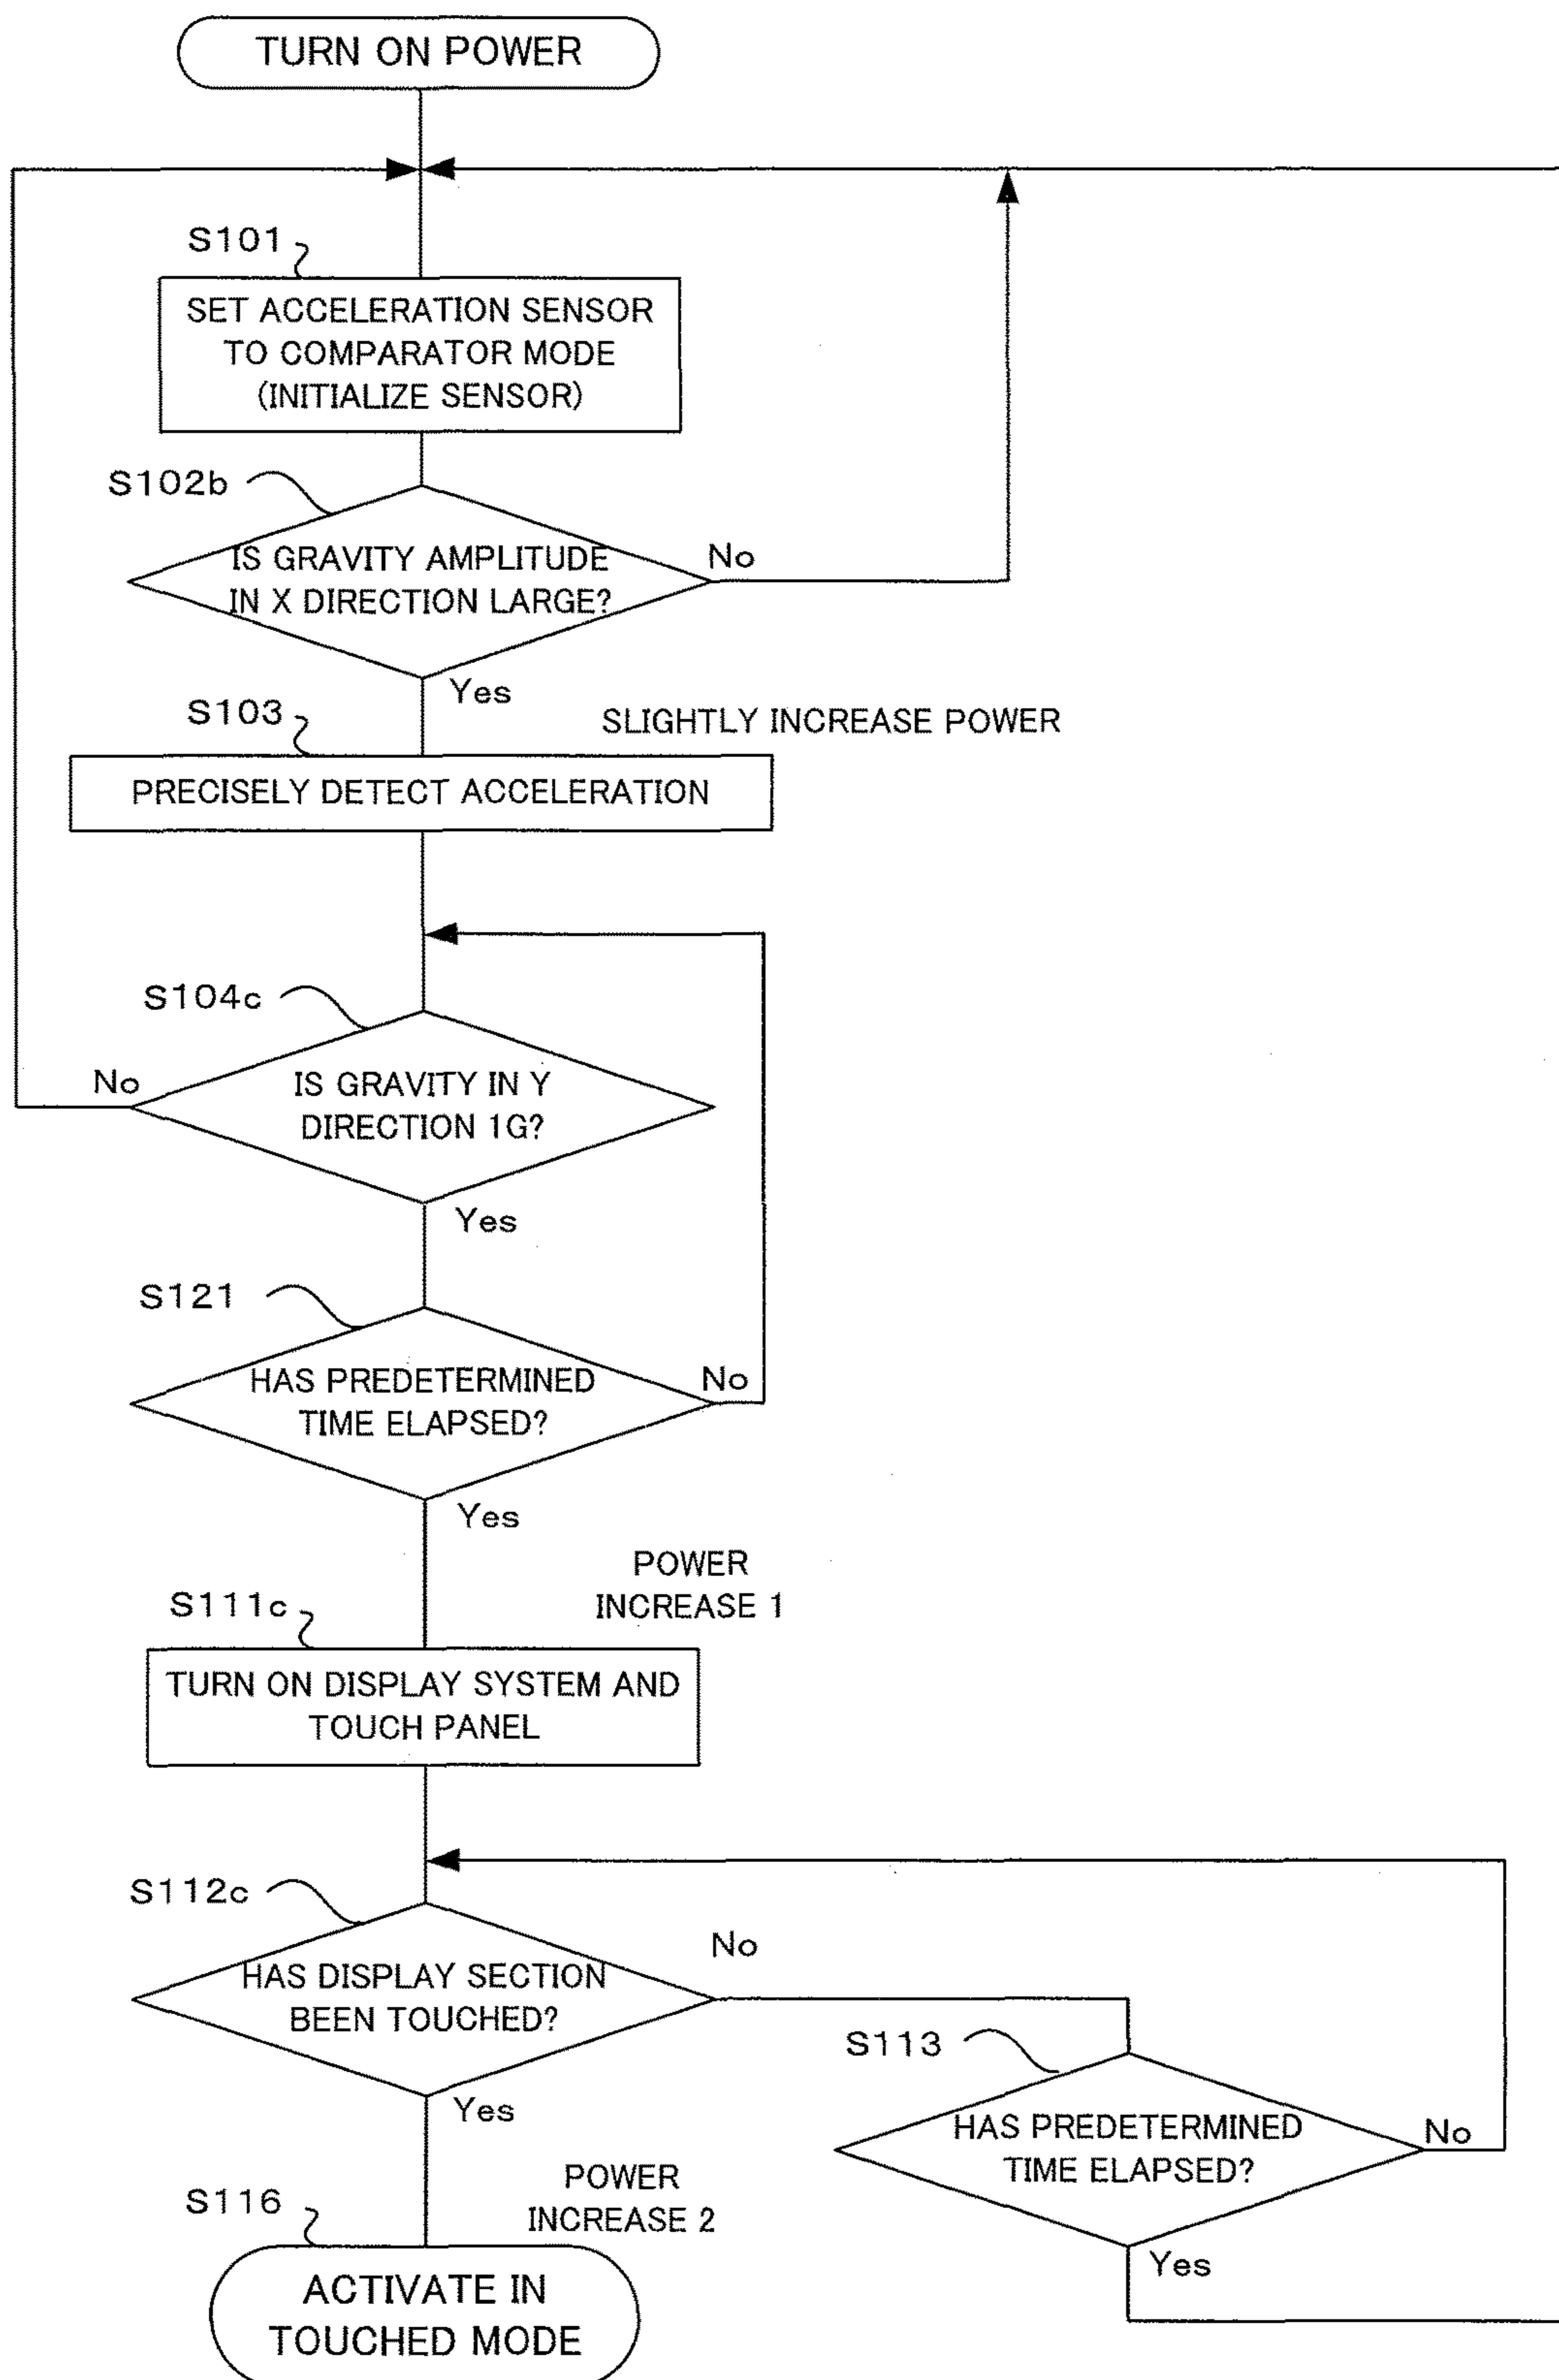 TURN ON POWER
S101
SET ACCELERATION SENSOR
TO COMPARATOR MODE
(INITIALIZE SENSOR)
S102b
IS GRAVITY AMPLITUDE
IN X DIRECTION LARGE?
No
Yes
S103
SLIGHTLY INCREASE POWER
PRECISELY DETECT ACCELERATION
S104c
IS GRAVITY IN Y
DIRECTION 1G?
No
Yes
S121
HAS PREDETERMINED
TIME ELAPSED?
No
Yes
POWER
INCREASE 1
S111c
TURN ON DISPLAY SYSTEM AND
TOUCH PANEL
S112c
HAS DISPLAY SECTION
BEEN TOUCHED?
No
Yes
S113
HAS PREDETERMINED
TIME ELAPSED?
No
Yes
POWER
INCREASE 2
S116
ACTIVATE IN
TOUCHED MODE